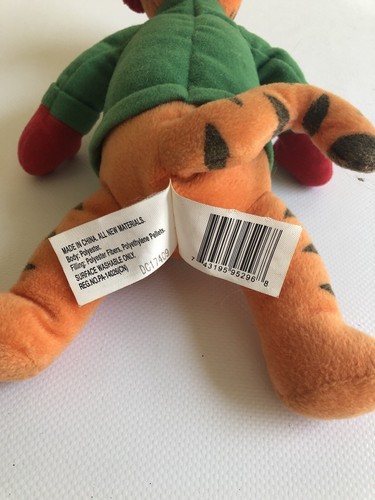 MADE IN CHINA. ALL NEW MATERIALS.
Body: Polyester.
Filling: Polyester Fibers, Polyethylene Pellets.
SURFACE WASHABLE ONLY.
REG.NO.PA-14026(CN)
DC1740R
7 43195 95296 8